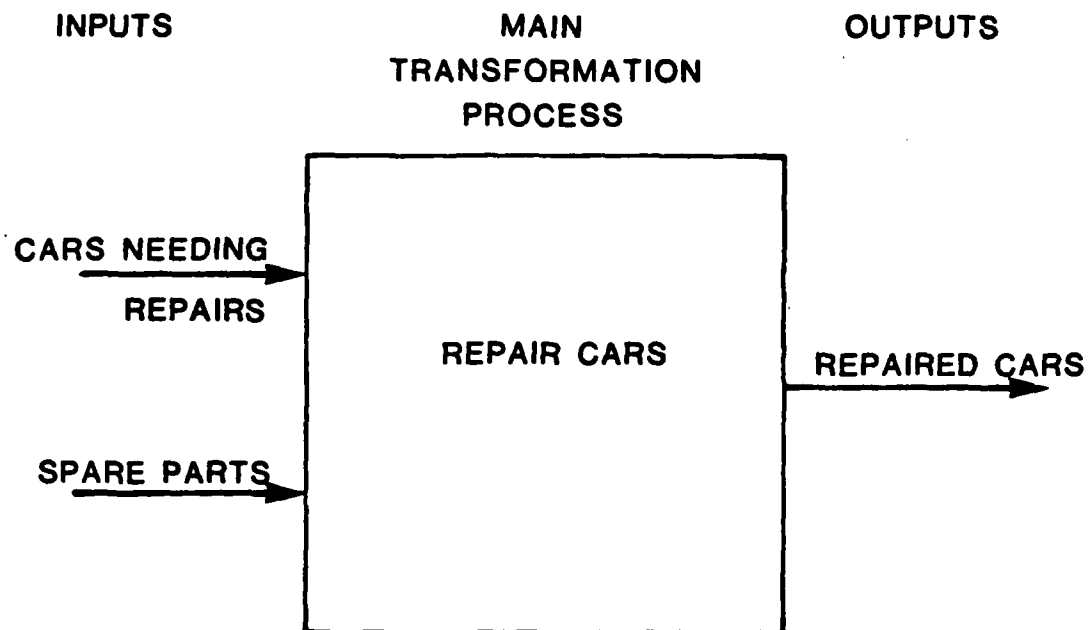 INPUTS
MAIN
TRANSFORMATION
PROCESS
OUTPUTS
CARS NEEDING
REPAIRS
REPAIR CARS
REPAIRED CARS
SPARE PARTS